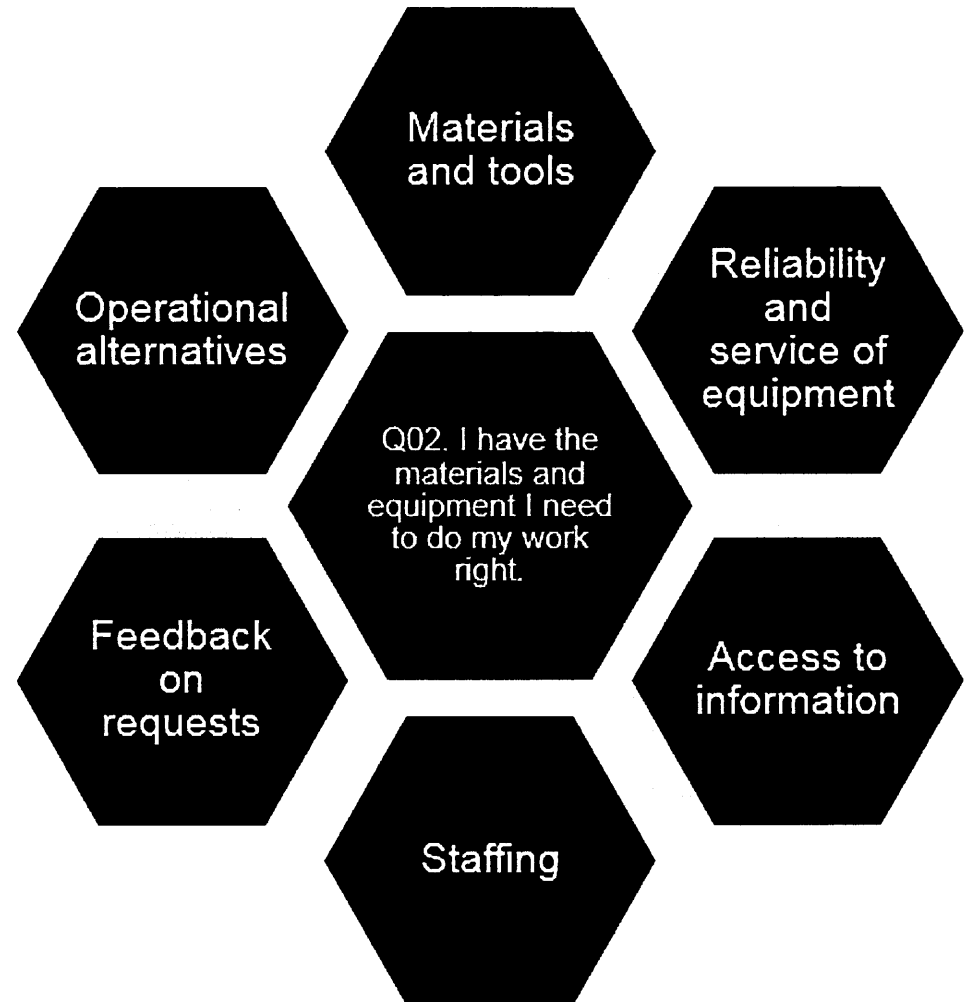 Materials
and tools
Reliability
and
service of
equipment
Operational
alternatives
Q02. I have the
materials and
equipment I need
to do my work
right.
Feedback
on
requests
Access to
information
Staffing